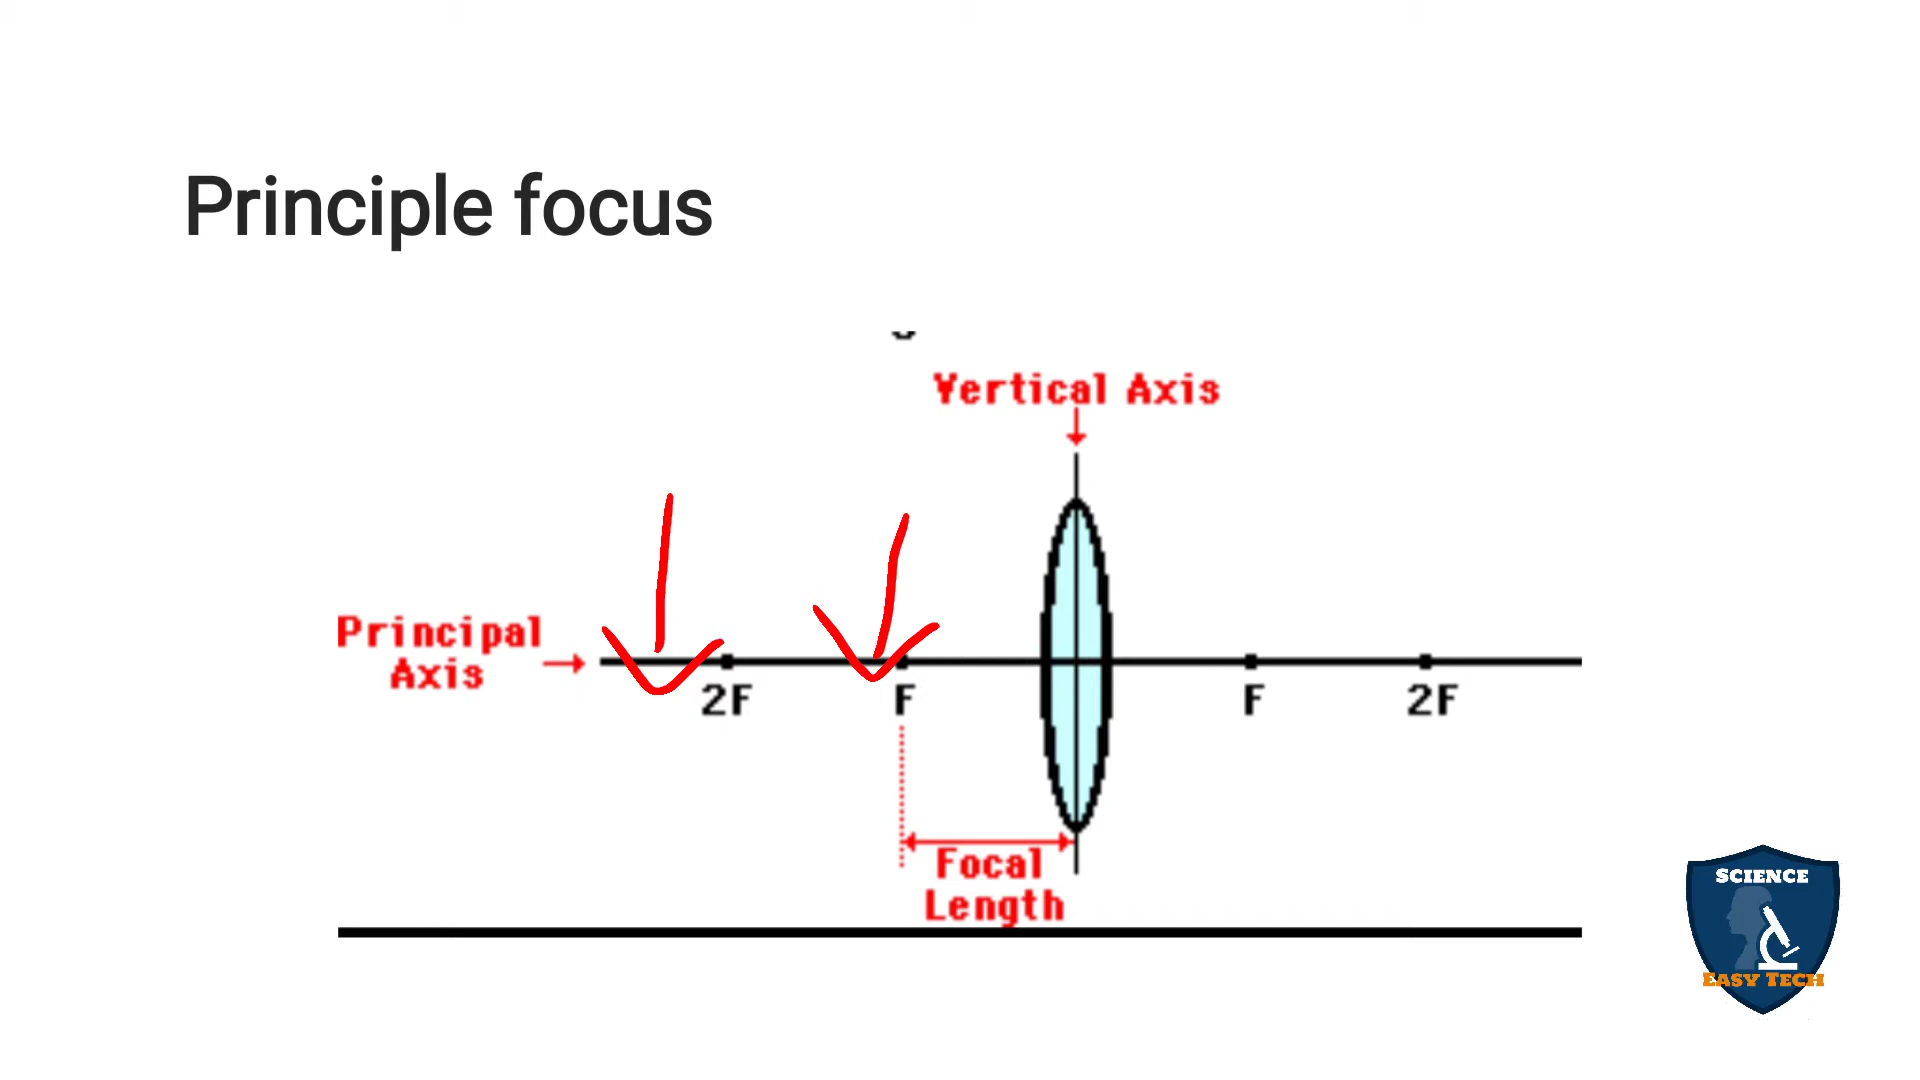 Principle focus
Vertical Axis
Principal
Axis
2F
F
F
2F
Focal
Length
SCIENCE
EASY TECH